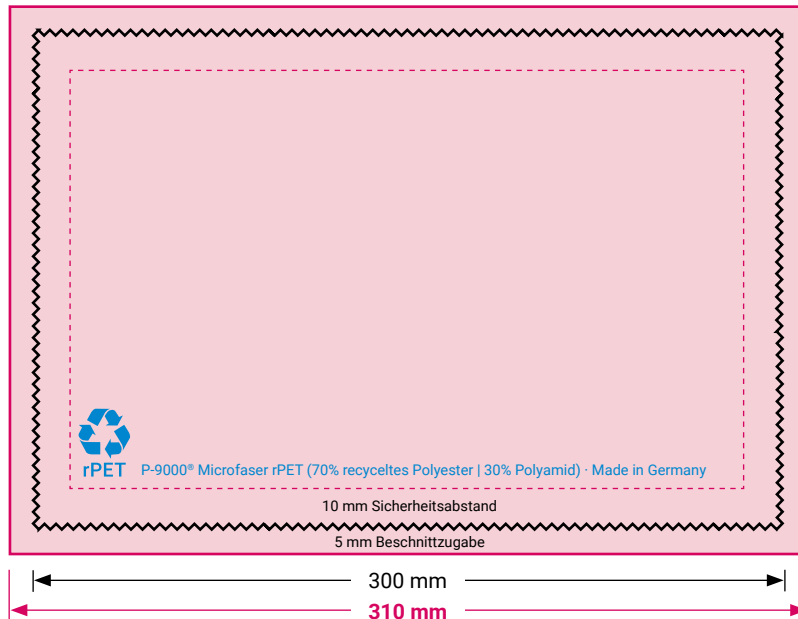 rPET
P-9000® Microfaser rPET (70% recyceltes Polyester | 30% Polyamid) · Made in Germany
10 mm Sicherheitsabstand
5 mm Beschnittzugabe
300 mm
310 mm